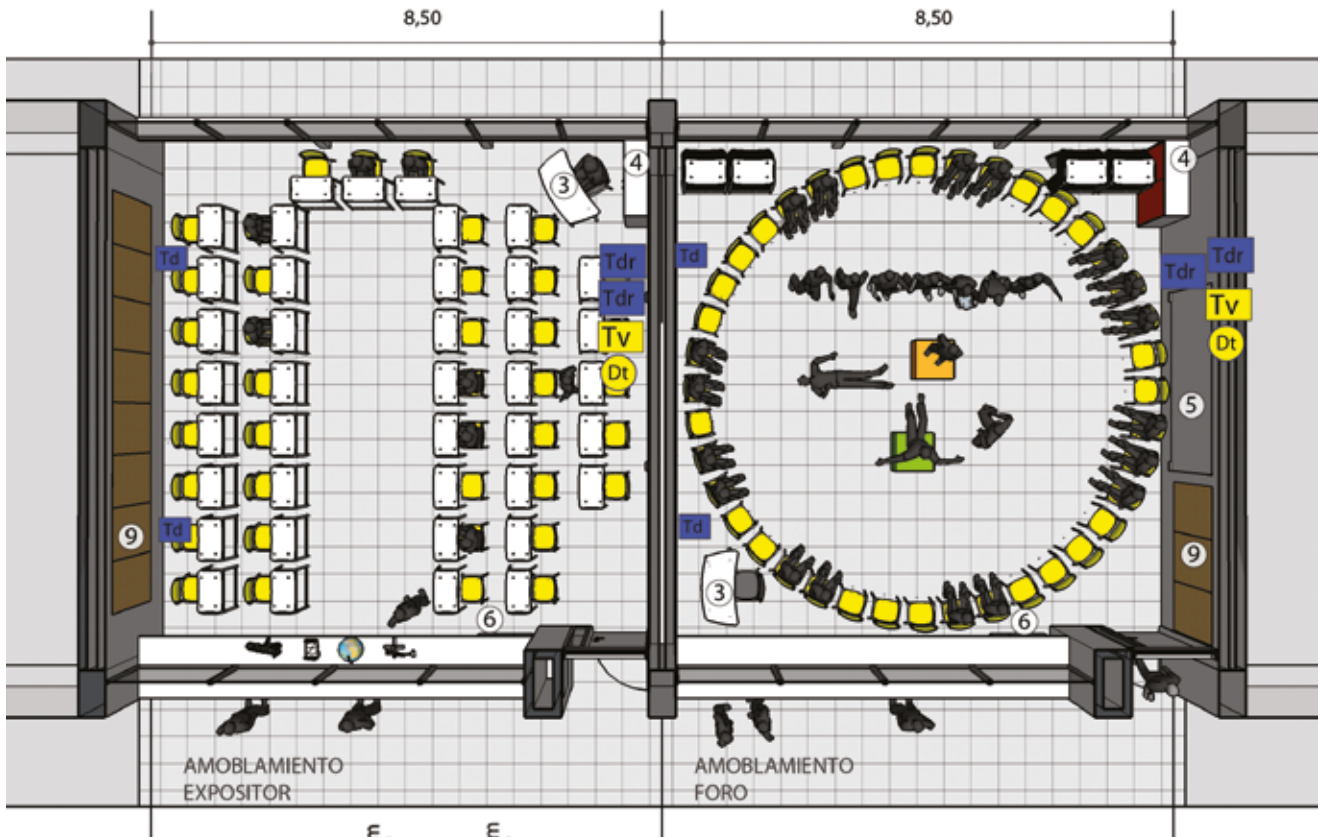 8,50
8,50
4
3
4
Td
Tdr
Tdr
Tv
Dt
Td
Tdr
Tdr
Tv
Dt
5
Td
9
Td
3
9
6
6
AMOBLAMIENTO
EXPOSITOR
AMOBLAMIENTO
FORO